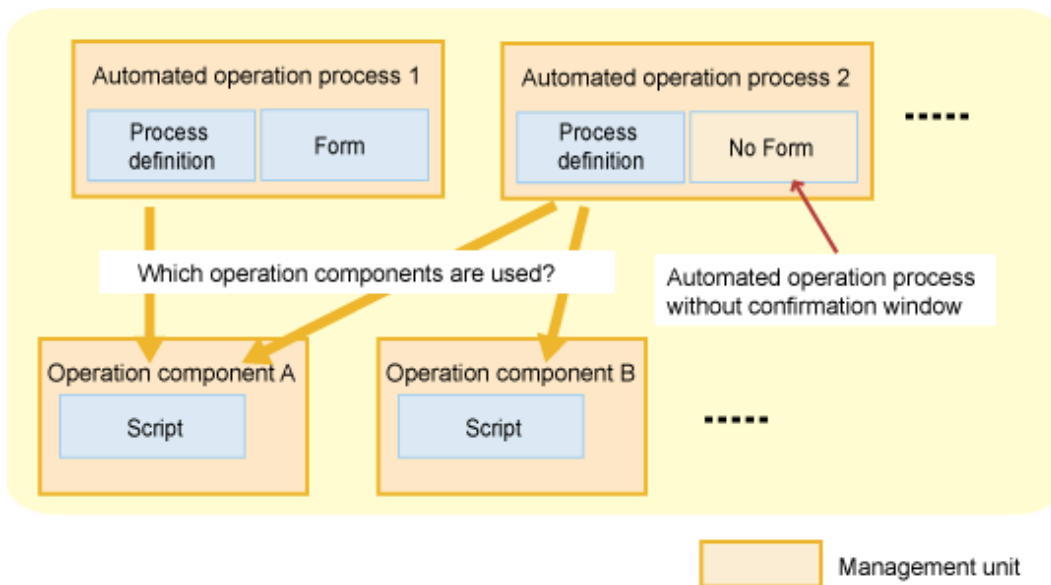 Automated operation process 1
Process
definition
Form
Automated operation process 2
Process
definition
No Form
Which operation components are used?
Automated operation process
without confirmation window
Operation component A
Script
Operation component B
Script
Management unit